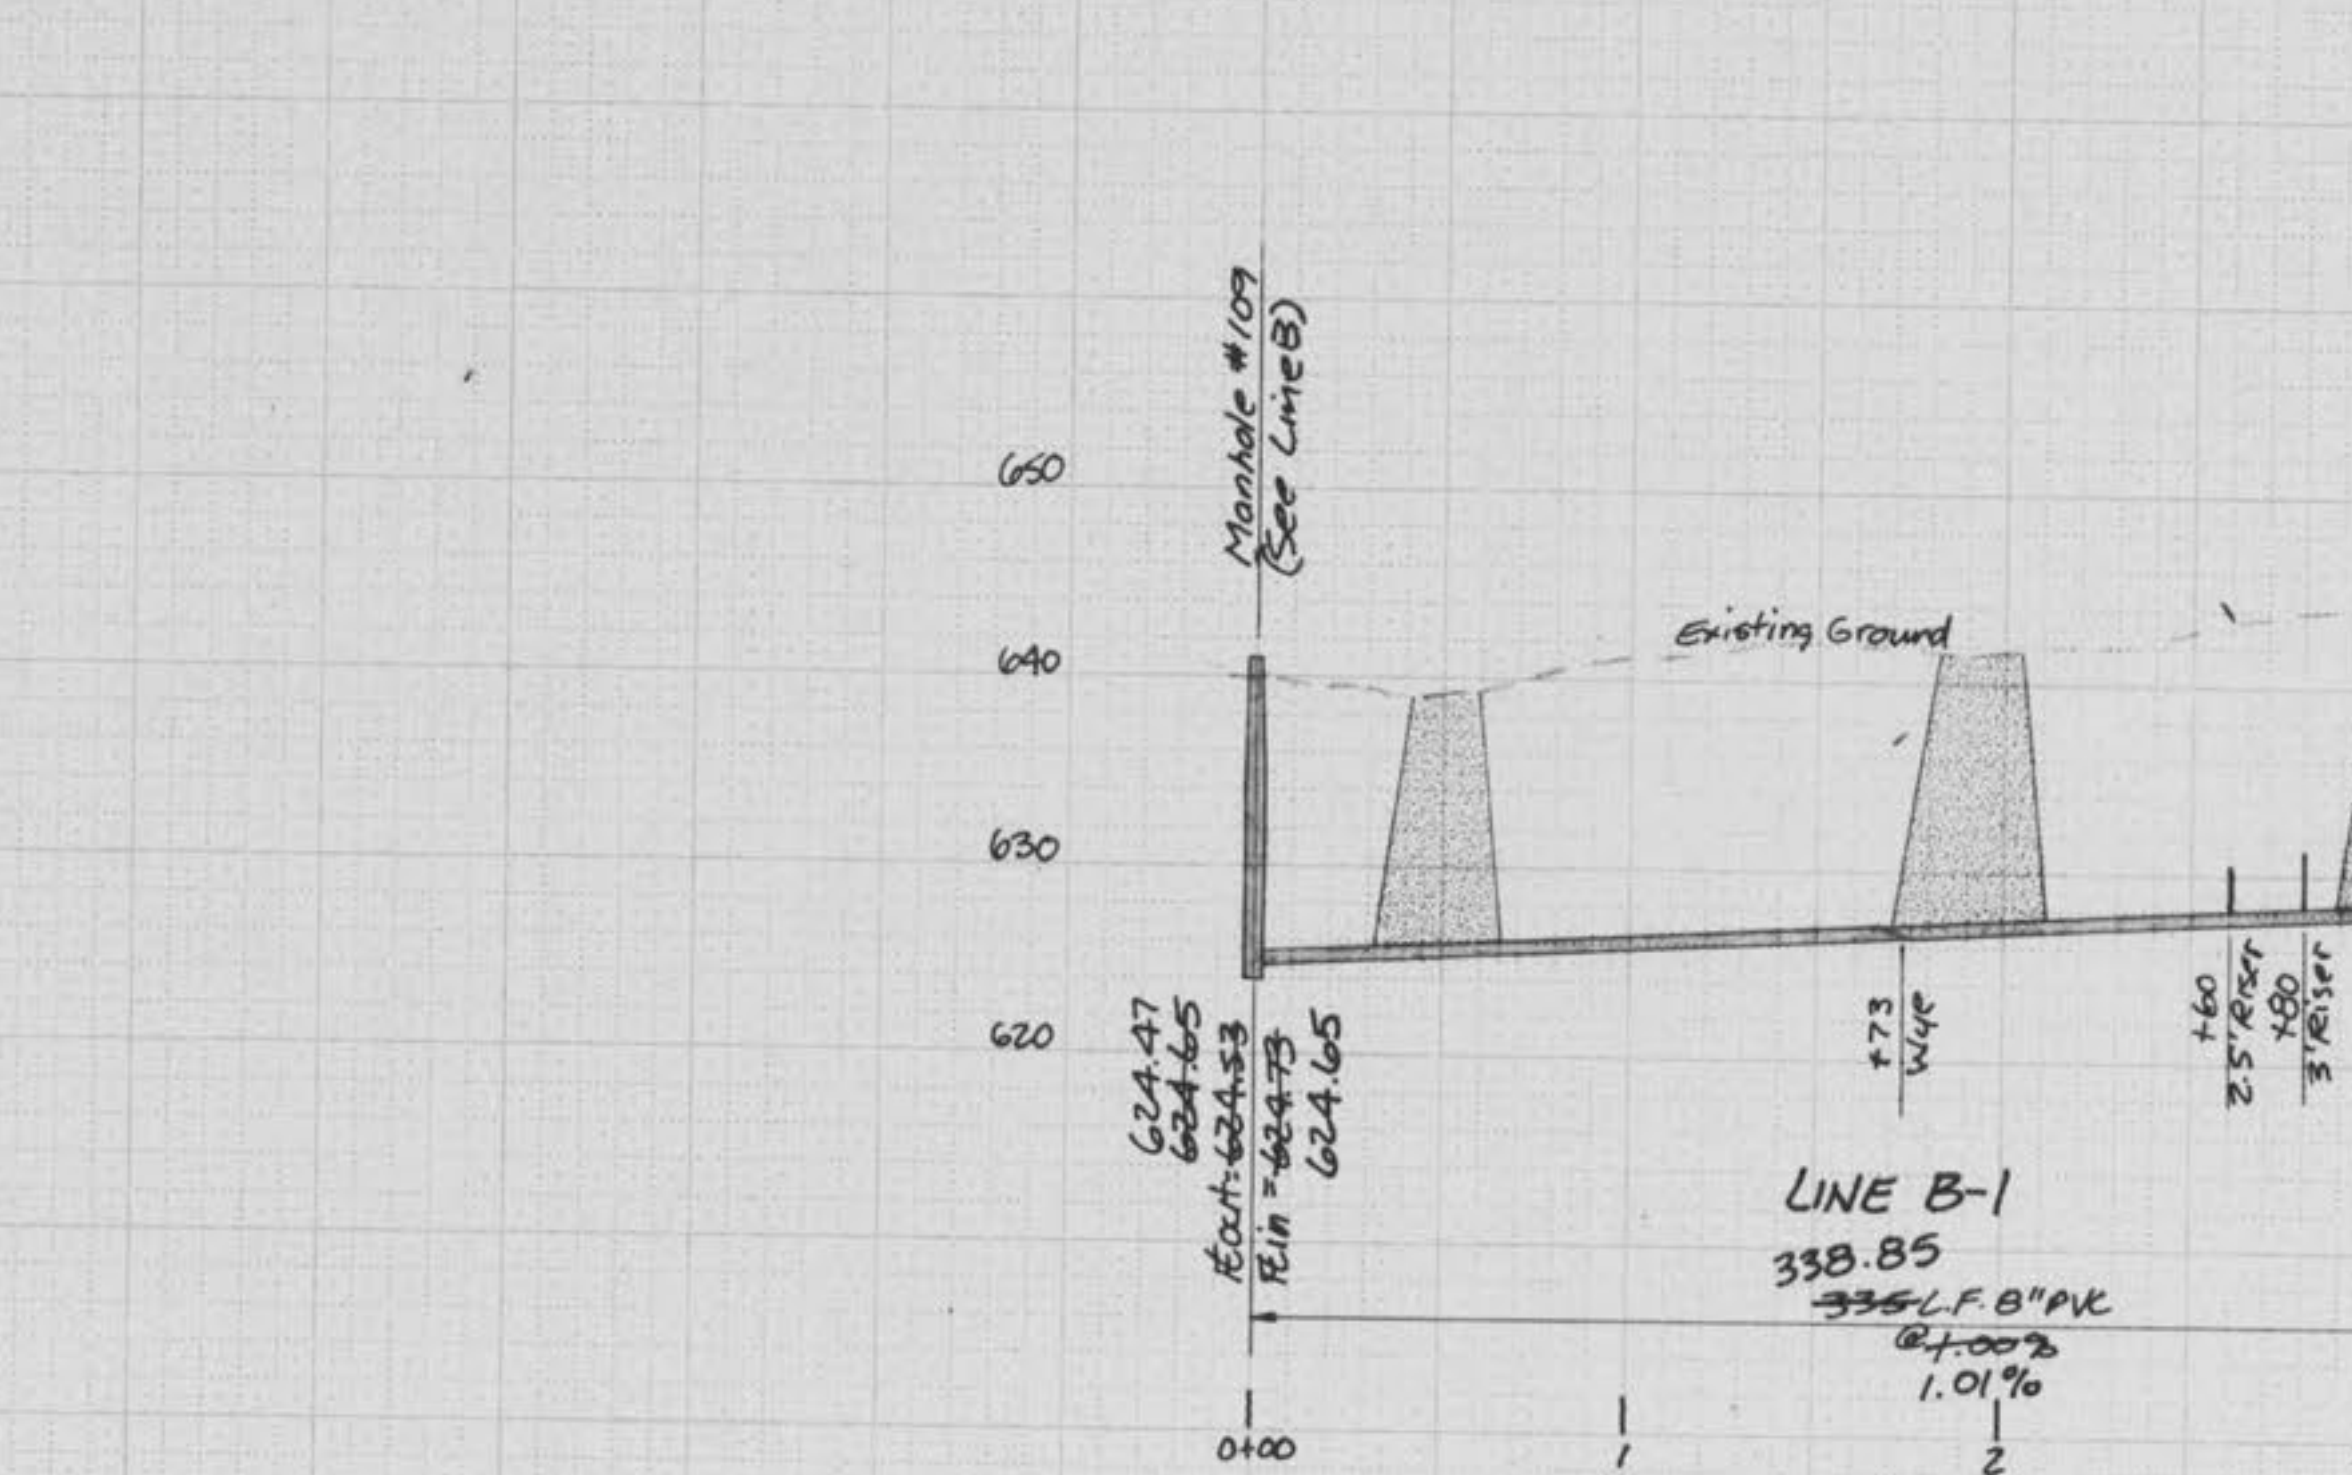 Manhole #109
(See Line B)
650
640
630
620
Existing Ground
624.47
624.65
FLout = 624.53
FLin = 624.73
624.65
+73
Wye
+60
2.5' Riser
+80
3' Riser
LINE B-1
338.85
335 L.F. 8" PVC
@ 1.00%
1.01%
0+00
1
2